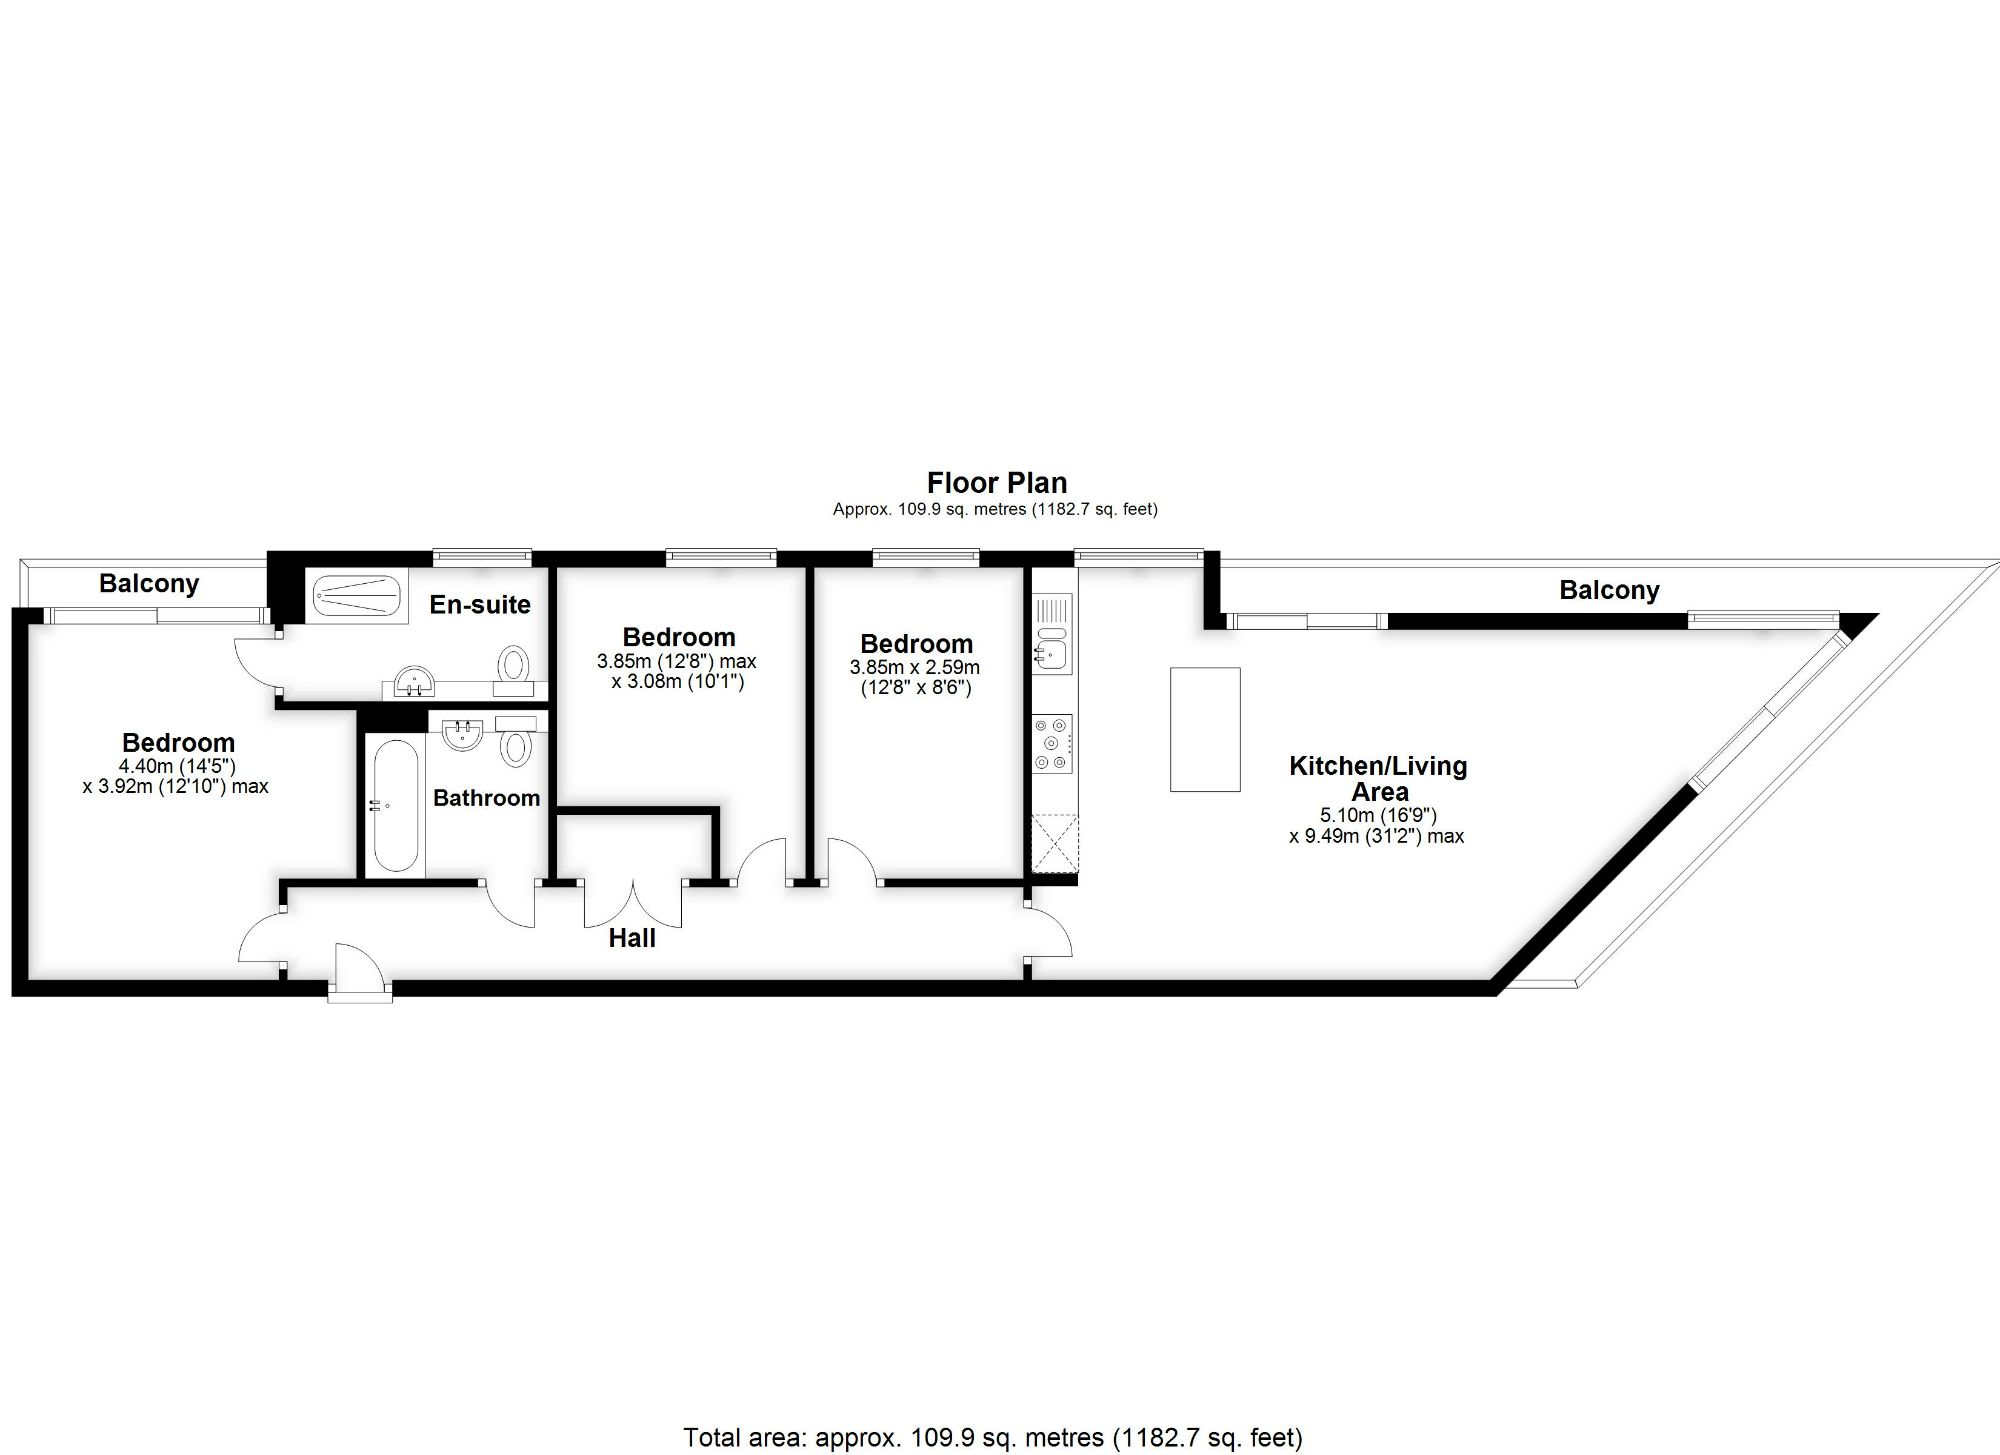 Floor Plan
Approx. 109.9 sq. metres (1182.7 sq. feet)
Balcony
En-suite
Bedroom
3.85m (12'8") max
x 3.08m (10'1")
Bedroom
3.85m x 2.59m
(12'8" x 8'6")
Balcony
Bedroom
4.40m (14'5")
x 3.92m (12'10") max
Bathroom
Kitchen/Living
Area
5.10m (16'9")
x 9.49m (31'2") max
Hall
Total area: approx. 109.9 sq. metres (1182.7 sq. feet)